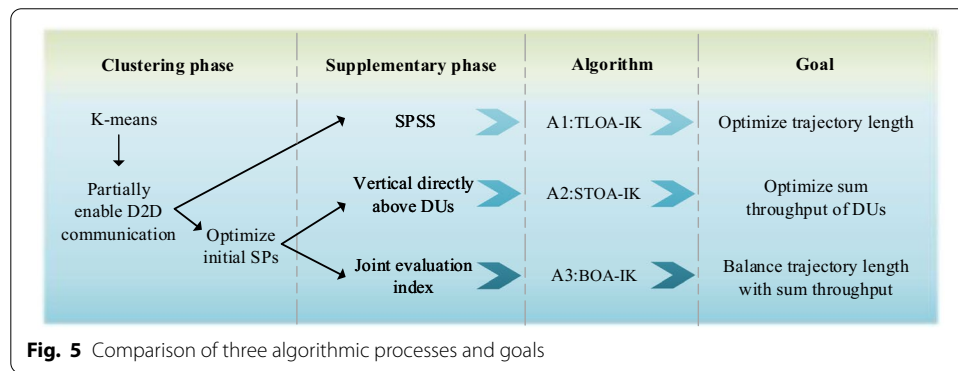 Clustering phase
Supplementary phase
Algorithm
Goal
K-means
Partially
enable D2D
communication
Optimize
initial SPs
SPSS
A1:TLOA-IK
Optimize trajectory length
Vertical directly
above DUs
A2:STOA-IK
Optimize sum
throughput of DUs
Joint evaluation
index
A3:BOA-IK
Balance trajectory length
with sum throughput
Fig. 5 Comparison of three algorithmic processes and goals